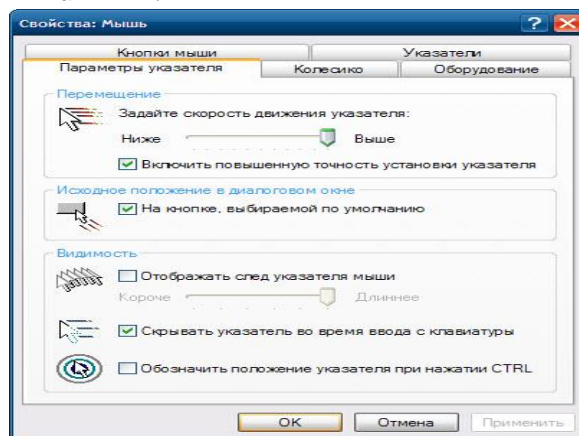 Свойства: Мышь
Кнопки мыши Указатели
Параметры указателя Колесико Оборудование
Перемещение
Задайте скорость движения указателя:
Ниже Выше
Включить повышенную точность установки указателя
Исходное положение в диалоговом окне
На кнопке, выбираемой по умолчанию
Видимость
Отображать след указателя мыши
Короче Длиннее
Скрывать указатель во время ввода с клавиатуры
Обозначить положение указателя при нажатии CTRL
OK Отмена Применить